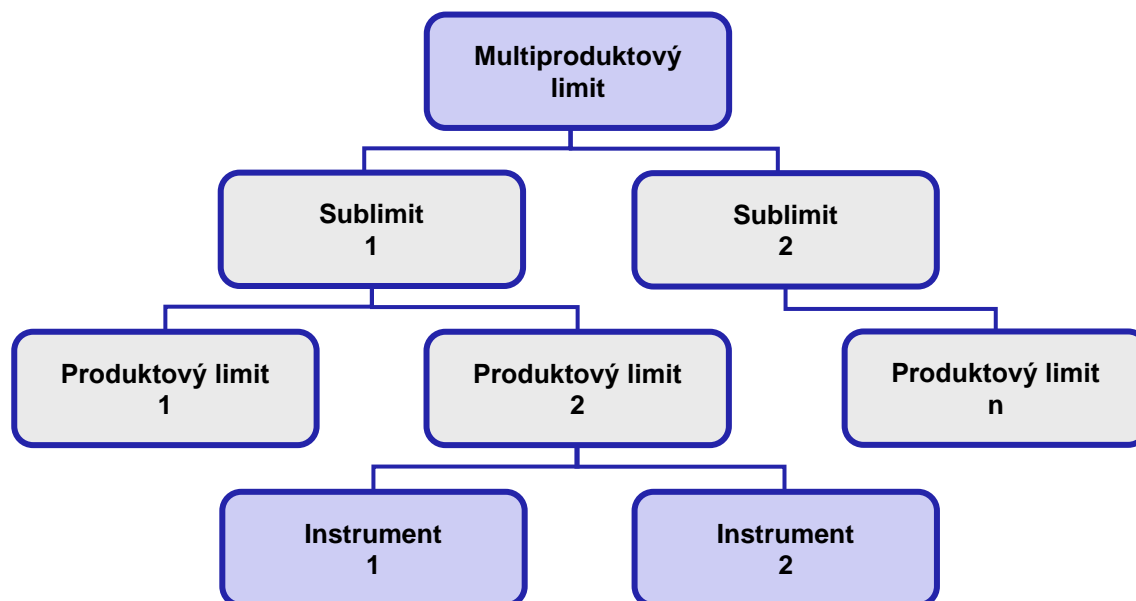 Multiproduktový
limit
Sublimit
1
Sublimit
2
Produktový limit
1
Produktový limit
2
Produktový limit
n
Instrument
1
Instrument
2